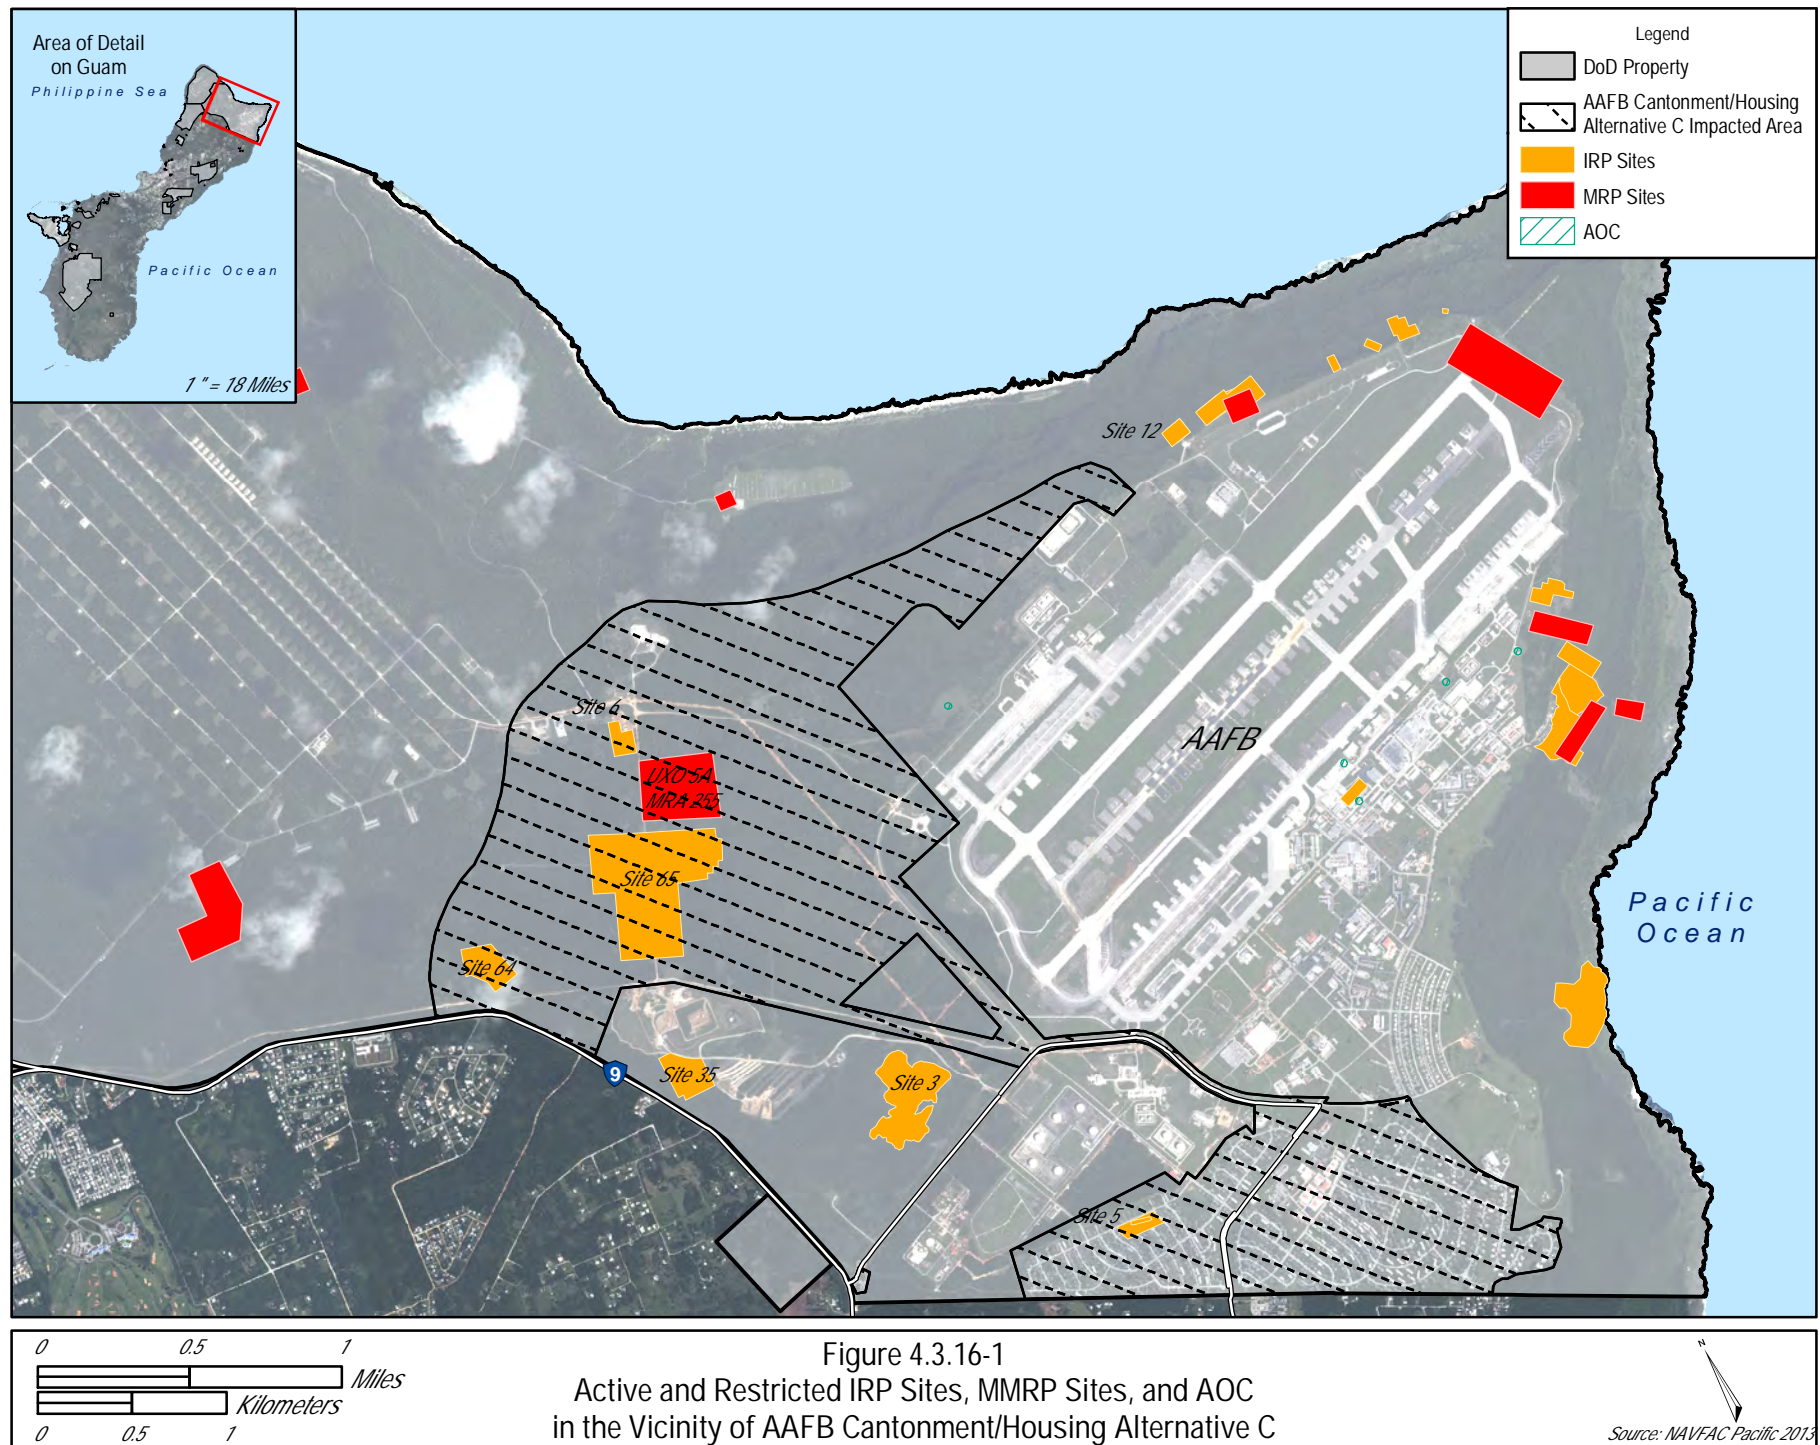 Area of Detail
on Guam
Philippine Sea
Pacific Ocean
1 " = 18 Miles
Legend
DoD Property
AAFB Cantonment/Housing
Alternative C Impacted Area
IRP Sites
MRP Sites
AOC
Site 12
Site 6
UXO 5A
MRA 255
AAFB
Site 65
Pacific
Ocean
Site 64
9
Site 35
Site 3
Site 5
0 0.5 1
Miles
Kilometers
0 0.5 1
Figure 4.3.16-1
Active and Restricted IRP Sites, MMRP Sites, and AOC
in the Vicinity of AAFB Cantonment/Housing Alternative C
N
Source: NAVFAC Pacific 2013